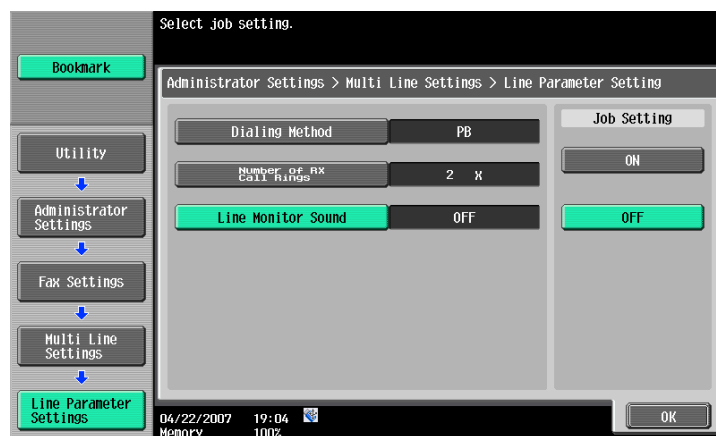 Select job setting.
Bookmark
Administrator Settings > Multi Line Settings > Line Parameter Setting
Dialing Method
PB
Number of RX
Call Rings
2 X
Line Monitor Sound
OFF
Job Setting
ON
OFF
Utility
Administrator
Settings
Fax Settings
Multi Line
Settings
Line Parameter
Settings
04/22/2007 19:04
Memory 100%
OK